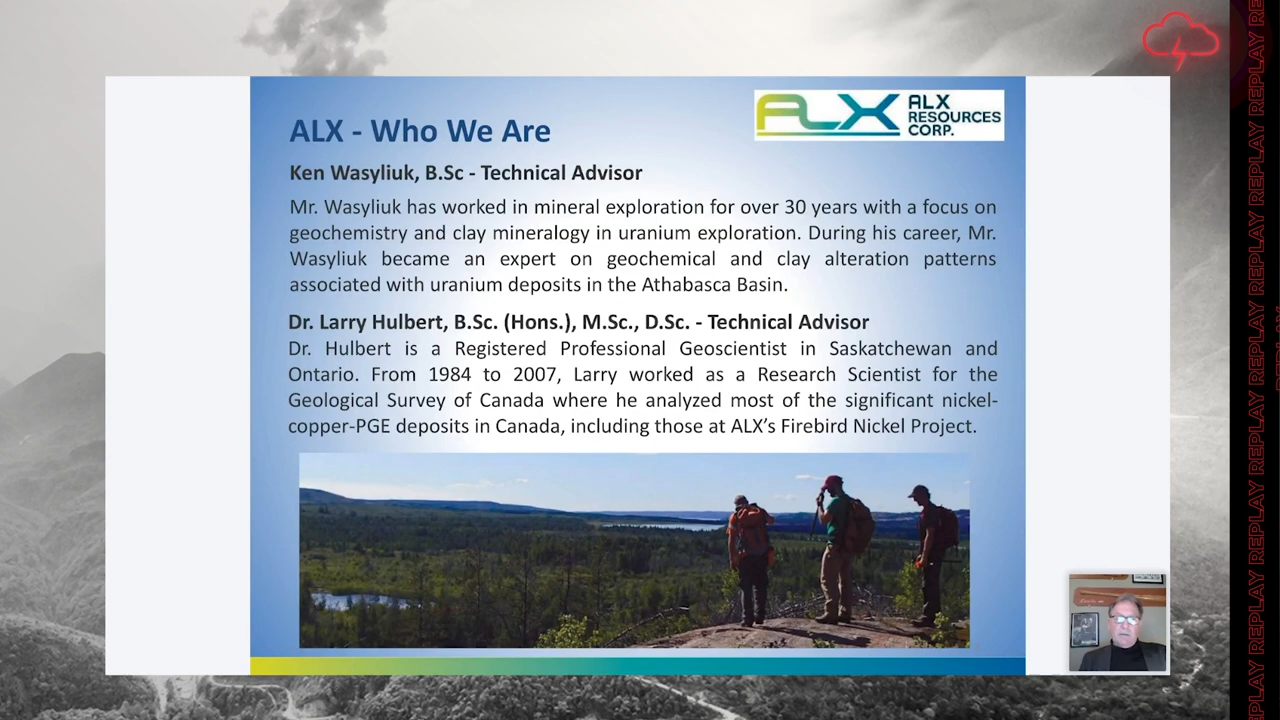 ALX - Who We Are
ALX
RESOURCES
CORP.
Ken Wasyliuk, B.Sc - Technical Advisor
Mr. Wasyliuk has worked in mineral exploration for over 30 years with a focus on
geochemistry and clay mineralogy in uranium exploration. During his career, Mr.
Wasyliuk became an expert on geochemical and clay alteration patterns
associated with uranium deposits in the Athabasca Basin.
Dr. Larry Hulbert, B.Sc. (Hons.), M.Sc., D.Sc. - Technical Advisor
Dr. Hulbert is a Registered Professional Geoscientist in Saskatchewan and
Ontario. From 1984 to 2007, Larry worked as a Research Scientist for the
Geological Survey of Canada where he analyzed most of the significant nickel-
copper-PGE deposits in Canada, including those at ALX’s Firebird Nickel Project.
REPLAY REPLAY REPLAY REPLAY REPLAY REPLAY REPLAY REPLAY